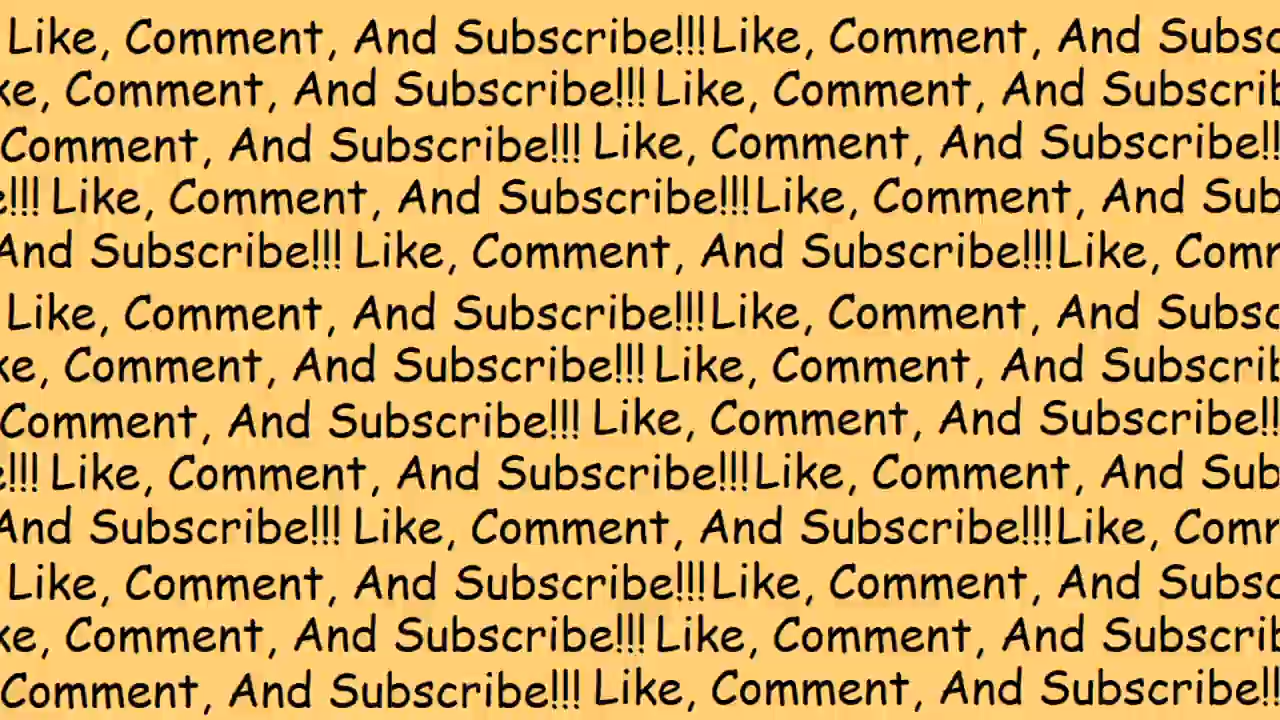 Like, Comment, And Subscribe!!! Like, Comment, And Subsc
ke, Comment, And Subscribe!!! Like, Comment, And Subscrib
Comment, And Subscribe!!! Like, Comment, And Subscribe!!
e!!! Like, Comment, And Subscribe!!! Like, Comment, And Sub
And Subscribe!!! Like, Comment, And Subscribe!!! Like, Comm
Like, Comment, And Subscribe!!! Like, Comment, And Subsc
ke, Comment, And Subscribe!!! Like, Comment, And Subscrib
Comment, And Subscribe!!! Like, Comment, And Subscribe!!
e!!! Like, Comment, And Subscribe!!! Like, Comment, And Sub
And Subscribe!!! Like, Comment, And Subscribe!!! Like, Comm
Like, Comment, And Subscribe!!! Like, Comment, And Subsc
ke, Comment, And Subscribe!!! Like, Comment, And Subscrib
Comment, And Subscribe!!! Like, Comment, And Subscribe!!